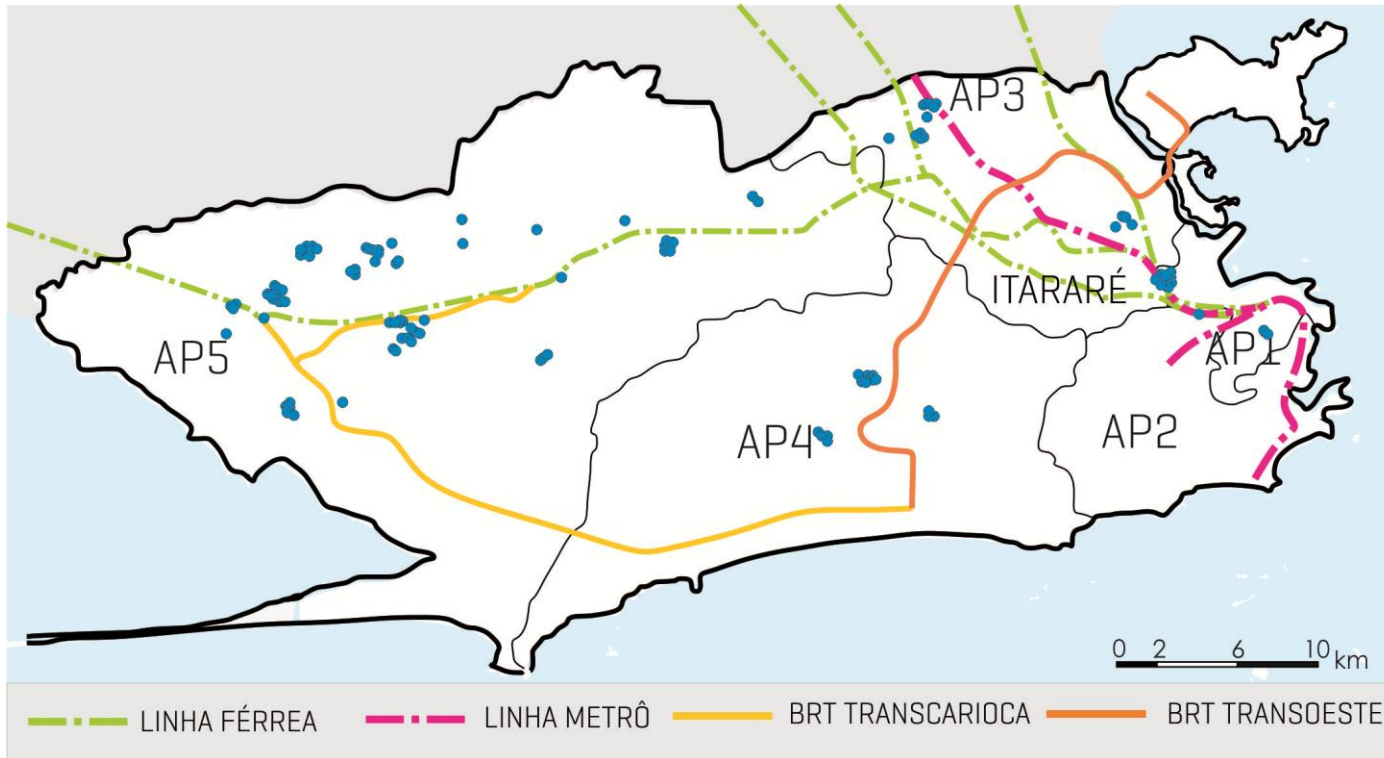 AP3
ITARARÉ
AP5
AP1
AP4
AP2
0 2 6 10 km
LINHA FÉRREA LINHA METRÔ BRT TRANSCARIOCA BRT TRANSOESTE